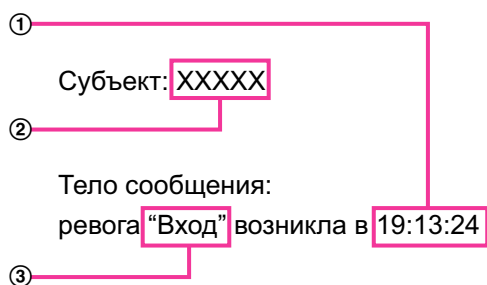 ①
Субъект: XXXXX
②
Тело сообщения:
ревога “Вход” возникла в 19:13:24
③